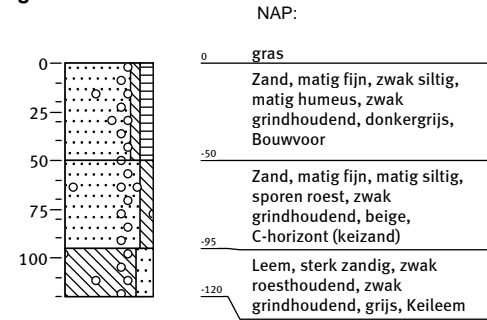 NAP:
0
25
50
75
100
0 gras
Zand, matig fijn, zwak siltig,
matig humeus, zwak
grindhoudend, donkergrijs,
Bouwvoor
-50
Zand, matig fijn, matig siltig,
sporen roest, zwak
grindhoudend, beige,
C-horizont (keizand)
-95
Leem, sterk zandig, zwak
roesthoudend, zwak
grindhoudend, grijs, Keileem
-120